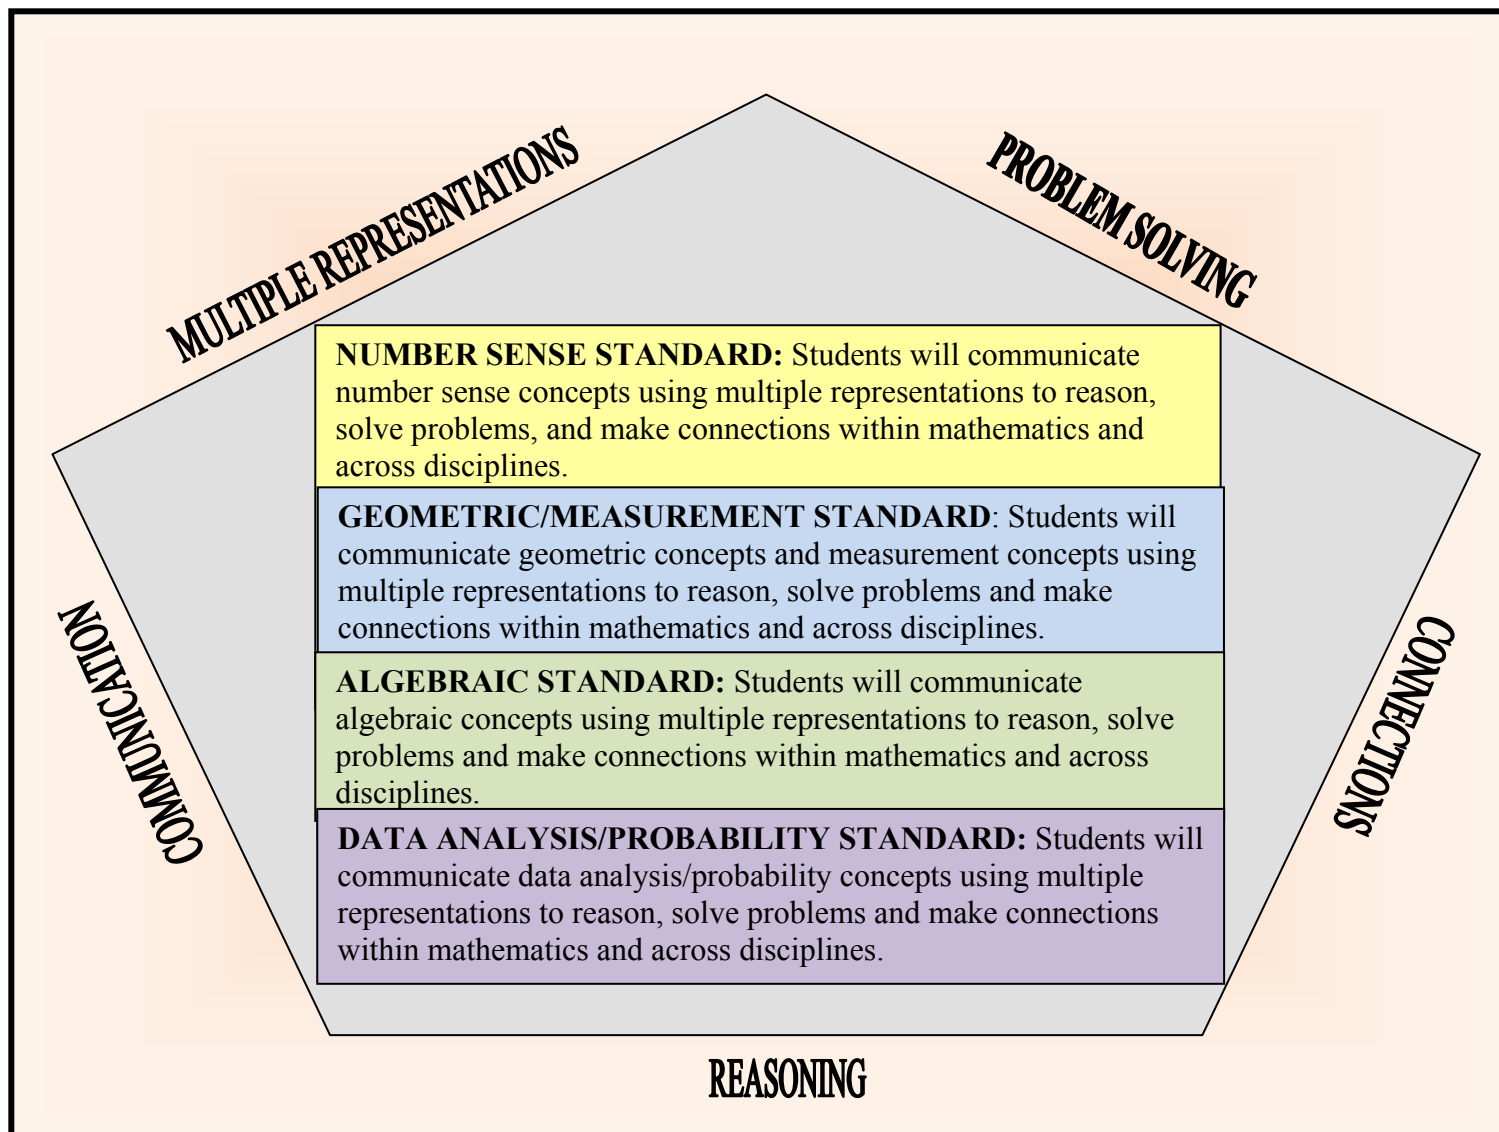 MULTIPLE REPRESENTATIONS
PROBLEM SOLVING
NUMBER SENSE STANDARD: Students will communicate
number sense concepts using multiple representations to reason,
solve problems, and make connections within mathematics and
across disciplines.
GEOMETRIC/MEASUREMENT STANDARD: Students will
communicate geometric concepts and measurement concepts using
multiple representations to reason, solve problems and make
connections within mathematics and across disciplines.
ALGEBRAIC STANDARD: Students will communicate
algebraic concepts using multiple representations to reason, solve
problems and make connections within mathematics and across
disciplines.
DATA ANALYSIS/PROBABILITY STANDARD: Students will
communicate data analysis/probability concepts using multiple
representations to reason, solve problems and make connections
within mathematics and across disciplines.
COMMUNICATION
CONNECTIONS
REASONING